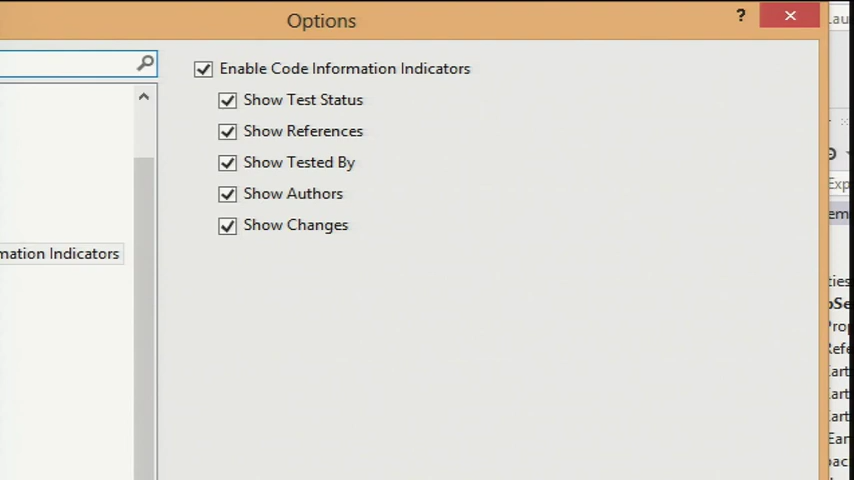 Options
?
Enable Code Information Indicators
Show Test Status
Show References
Show Tested By
Show Authors
Show Changes
mation Indicators
Exp